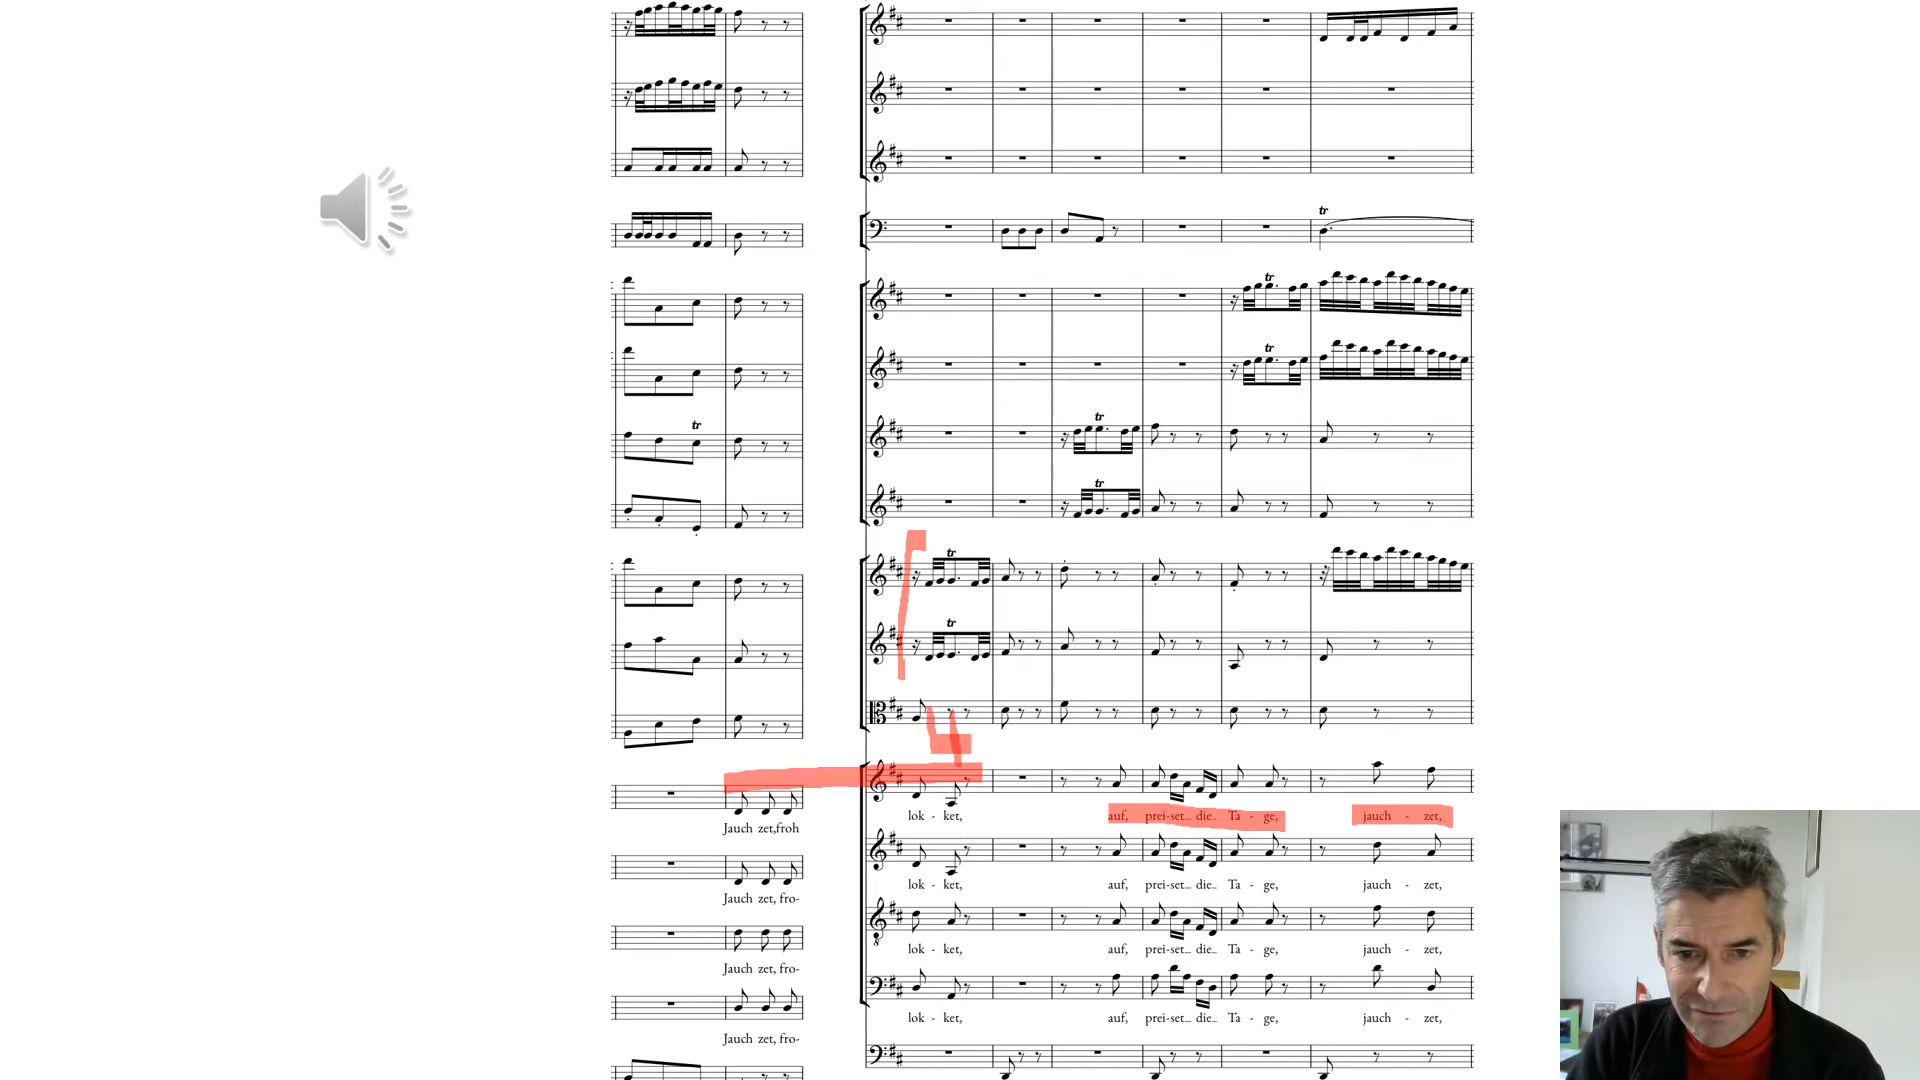 tr
tr
tr
tr
tr
tr
tr
tr
lok - ket, auf, prei-set die Ta - ge, jauch - zet,
Jauch zet,froh
lok - ket, auf, prei-set die Ta - ge, jauch - zet,
Jauch zet, fro-
lok - ket, auf, prei-set die Ta - ge, jauch - zet,
Jauch zet, fro-
lok - ket, auf, prei-set die Ta - ge, jauch - zet,
Jauch zet, fro-